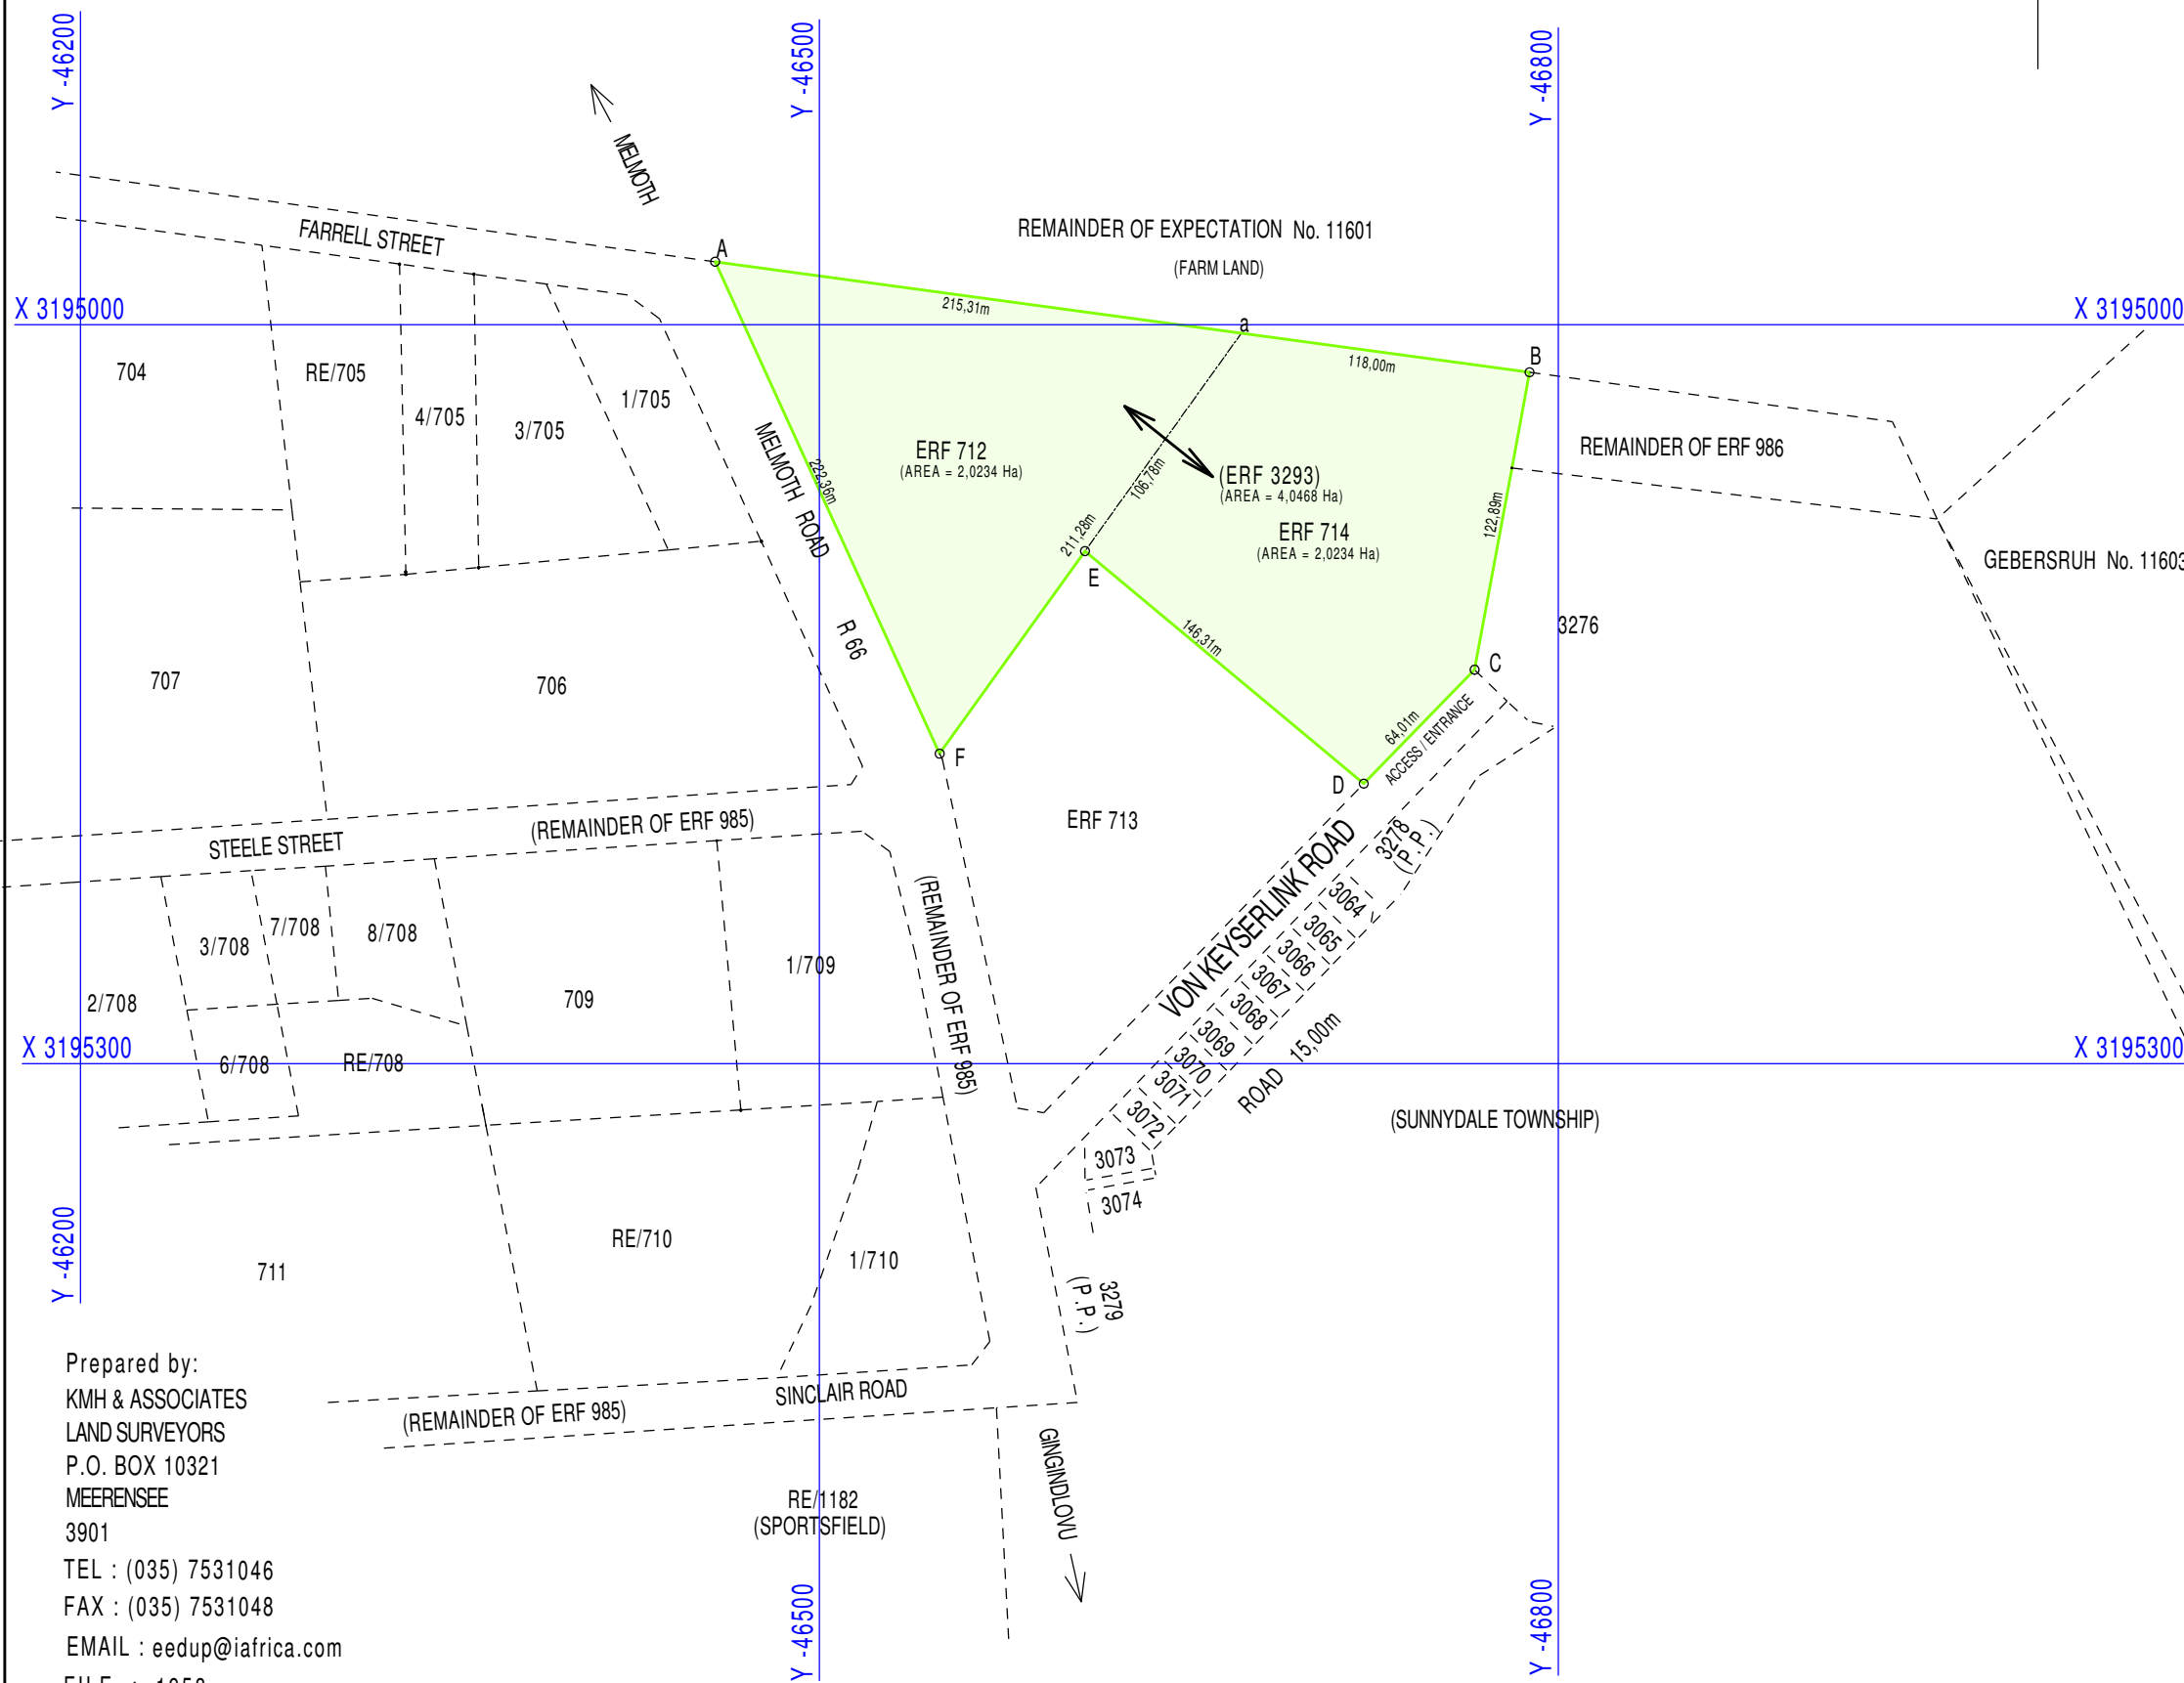 Y -46200
Y -46500
Y -46800
MELMOTH
FARRELL STREET
A
REMAINDER OF EXPECTATION No. 11601
(FARM LAND)
X 3195000
X 3195000
215,31m
a
118,00m
B
704
RE/705
4/705
3/705
1/705
MELMOTH ROAD
R 66
222,36m
ERF 712
(AREA = 2,0234 Ha)
106,78m
211,28m
(ERF 3293)
(AREA = 4,0468 Ha)
ERF 714
(AREA = 2,0234 Ha)
122,89m
REMAINDER OF ERF 986
GEBERSRUH No. 11603
E
3276
146,31m
C
707
706
F
D
64,01m
ACCESS / ENTRANCE
ERF 713
STEELE STREET
(REMAINDER OF ERF 985)
(REMAINDER OF ERF 985)
VON KEYSERLINK ROAD
3278
(P.P.)
3064
3065
3066
3067
3068
3069
3070
3071
3072
3073
3074
ROAD 15,00m
3/708
7/708
8/708
2/708
709
1/709
X 3195300
X 3195300
6/708
RE/708
(SUNNYDALE TOWNSHIP)
Y -46200
711
RE/710
1/710
3279
(P.P.)
SINCLAIR ROAD
(REMAINDER OF ERF 985)
GINGINDLOVU
RE/1182
(SPORTSFIELD)
Y -46500
Y -46800
Prepared by:
KMH & ASSOCIATES
LAND SURVEYORS
P.O. BOX 10321
MEERENSEE
3901
TEL : (035) 7531046
FAX : (035) 7531048
EMAIL : eedup@iafrica.com